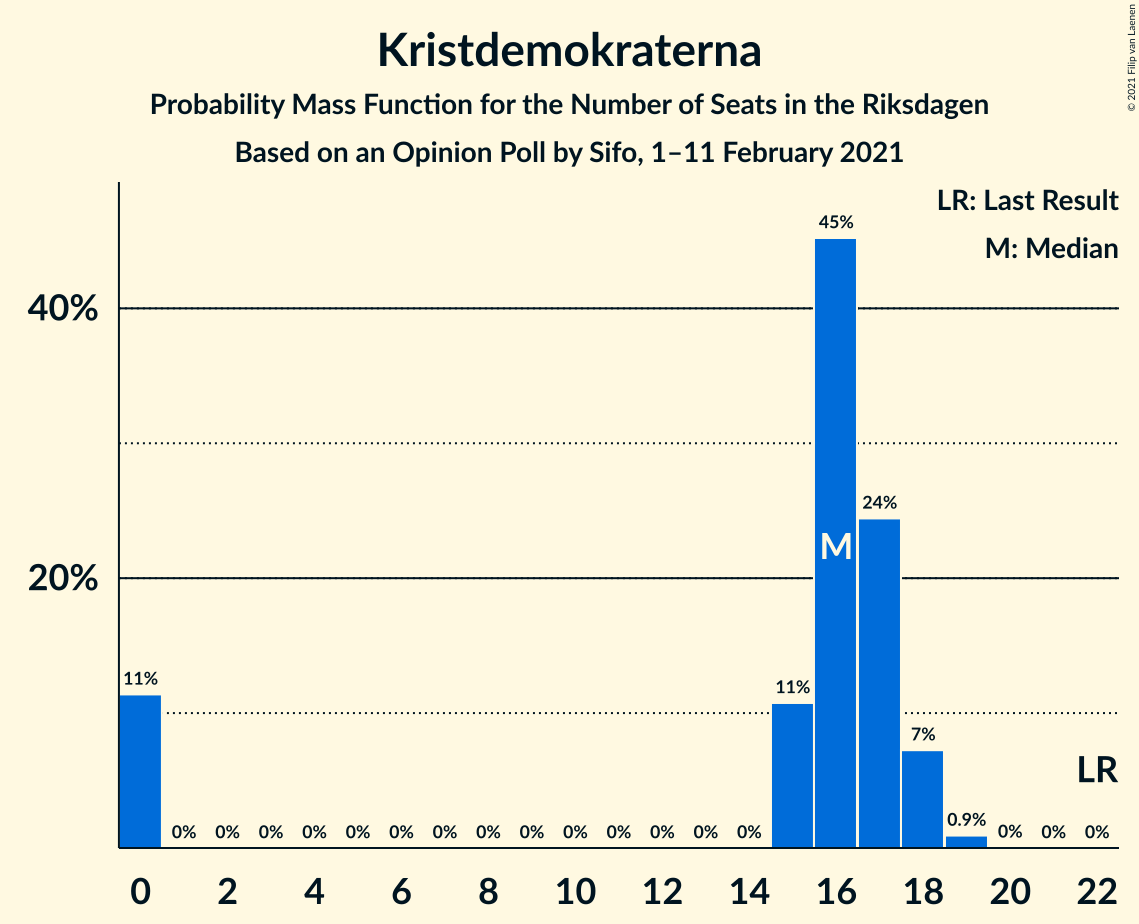 Kristdemokraterna
Probability Mass Function for the Number of Seats in the Riksdagen
Based on an Opinion Poll by Sifo, 1–11 February 2021
© 2021 Filip van Laenen
LR: Last Result
M: Median
45%
40%
24%
M
20%
11%
11%
7%
LR
0.9%
0% 0% 0% 0% 0% 0% 0% 0% 0% 0% 0% 0% 0% 0% 0% 0% 0%
0 2 4 6 8 10 12 14 16 18 20 22